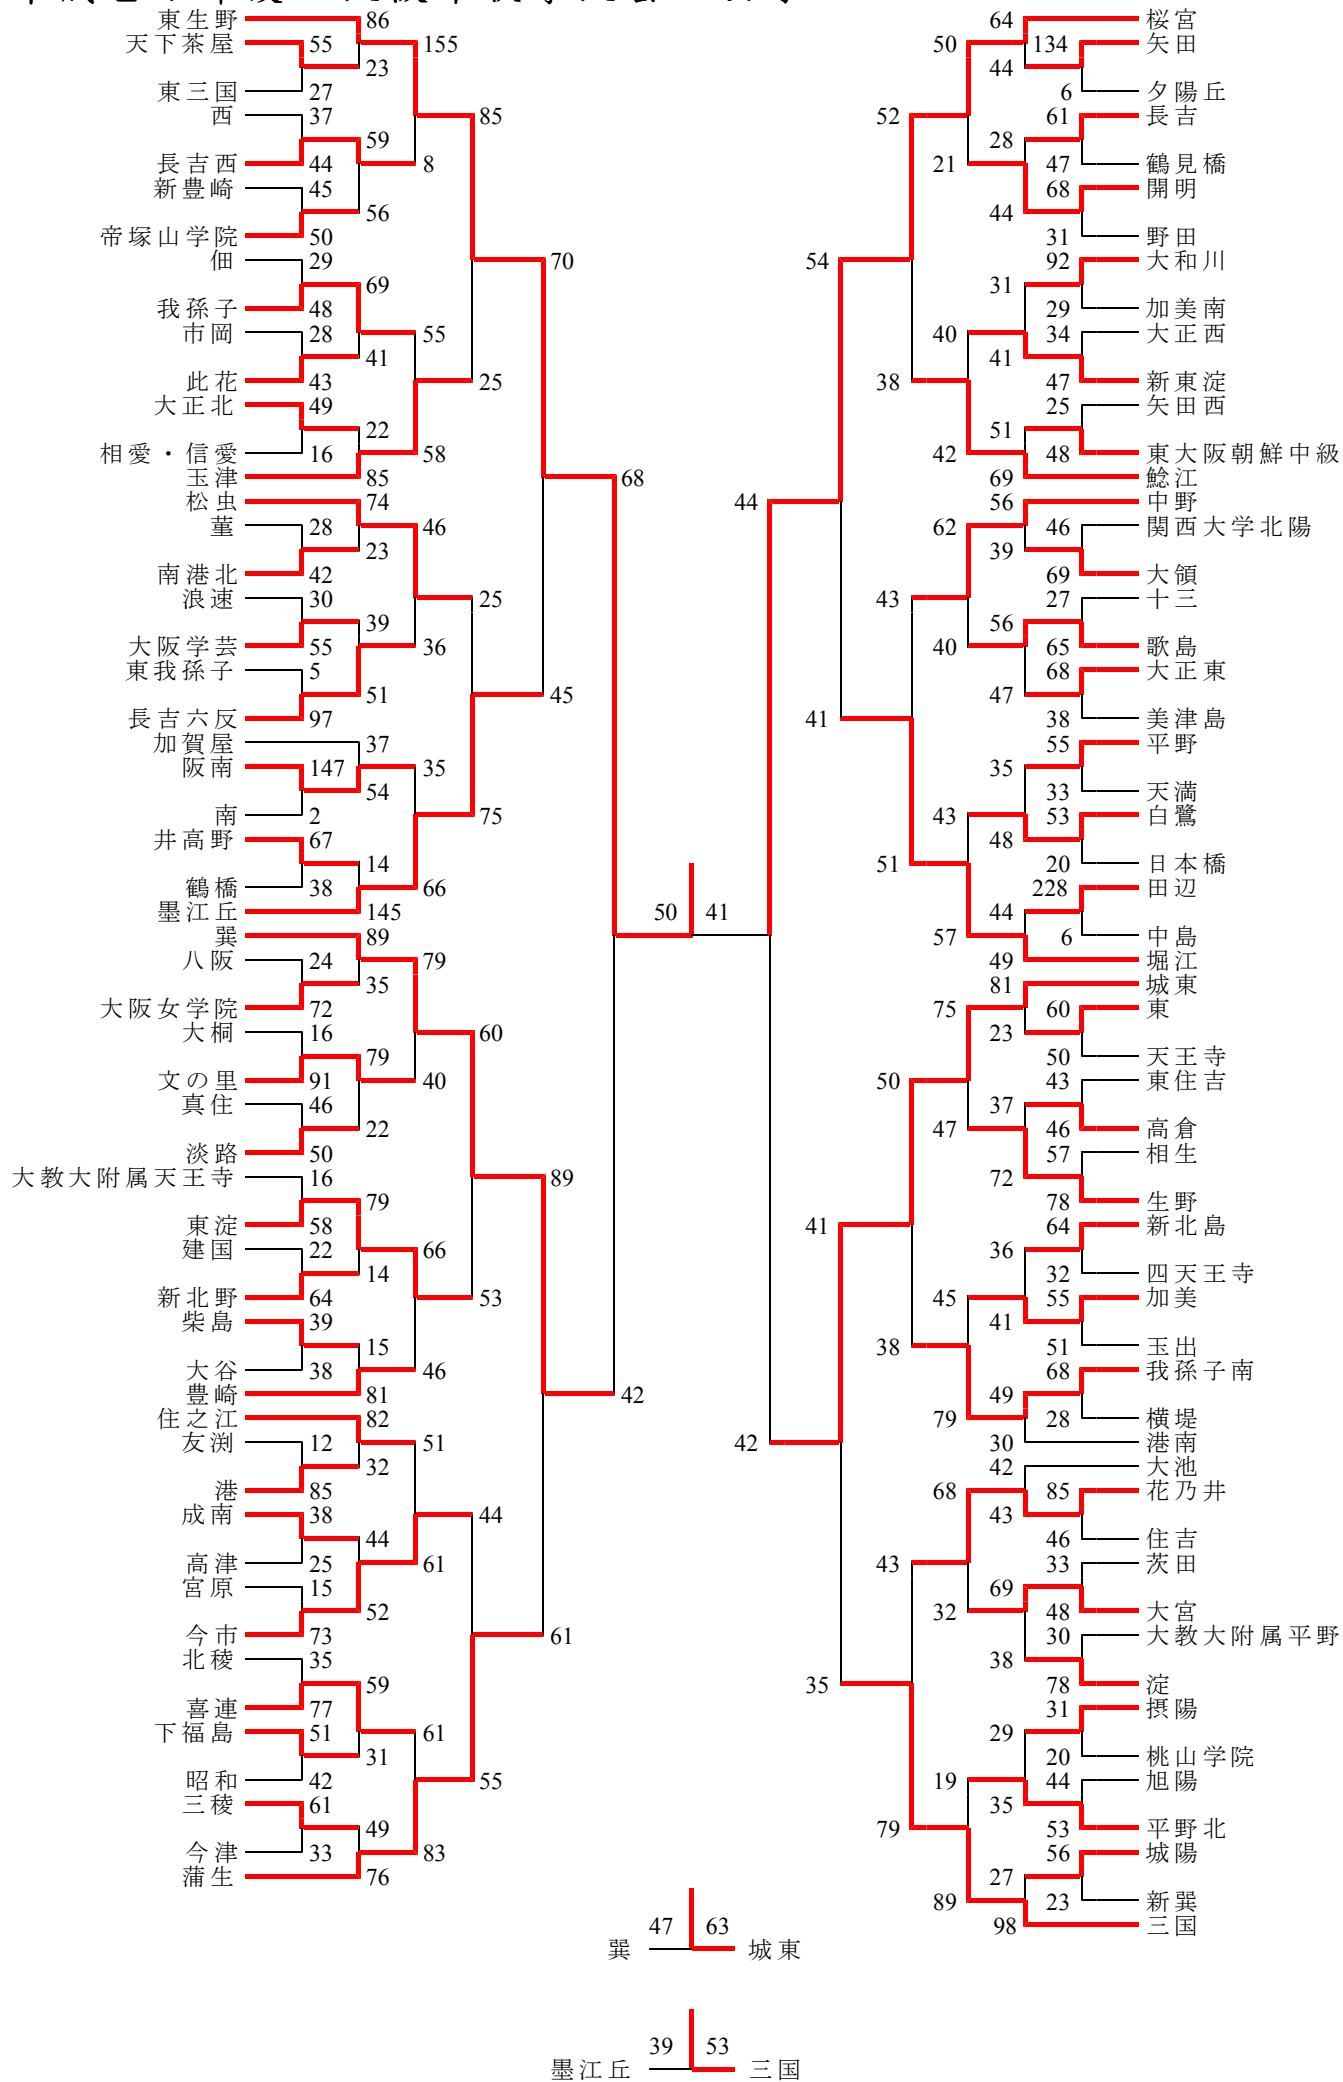 東生野 86 64 桜宮
天下茶屋 55 155 50 134 矢田
23 44
東三国 27 6 夕陽丘
西 37 85 52 61 長吉
59 28
長吉西 44 8 21 47 鶴見橋
新豊崎 45 68 開明
56 44
帝塚山学院 50 31 野田
佃 29 70 54 92 大和川
69 31
我孫子 48 29 加美南
市岡 28 55 40 34 大正西
41 41
此花 43 25 38 47 新東淀
大正北 49 25 矢田西
22 51
相愛・信愛 16 58 42 48 東大阪朝鮮中級
玉津 85 68 69 鯰江
松虫 74 44 56 中野
菫 28 46 62 46 関西大学北陽
23 39
南港北 42 69 大領
浪速 30 25 43 27 十三
39 56
大阪学芸 55 36 40 65 歌島
東我孫子 5 68 大正東
51 45 47
長吉六反 97 41 38 美津島
加賀屋 37 55 平野
阪南 147 35 35
54 33 天満
南 2 75 43 53 白鷺
井高野 67 48
14 51 20 日本橋
鶴橋 38 66 228 田辺
墨江丘 145 50 41 44
巽 89 57 6 中島
八阪 24 79 49 堀江
35 81 城東
大阪女学院 72 75 60 東
大桐 16 60 23
79 50 天王寺
文の里 91 40 50 43 東住吉
真住 46 37
22 47 46 高倉
淡路 50 57 相生
大教大附属天王寺 16 89 72
79 78 生野
東淀 58 41 64 新北島
建国 22 66 36
14 32 四天王寺
新北野 64 53 45 55 加美
柴島 39 41
15 38 51 玉出
大谷 38 46 68 我孫子南
豊崎 81 42 49
住之江 82 79 28 横堤
友渕 12 51 42 30 港南
32 42 大池
港 85 68 85 花乃井
成南 38 44 43
44 46 住吉
高津 25 61 43 33 茨田
宮原 15 69
52 32 48 大宮
今市 73 61 30 大教大附属平野
北稜 35 38
59 35 78 淀
喜連 77 31 摂陽
下福島 51 61 29
31 20 桃山学院
昭和 42 55 19 44 旭陽
三稜 61 35
49 79 53 平野北
今津 33 83 56 城陽
蒲生 76 27
89 23 新巽
98 三国
47 63
巽 城東
39 53
墨江丘 三国